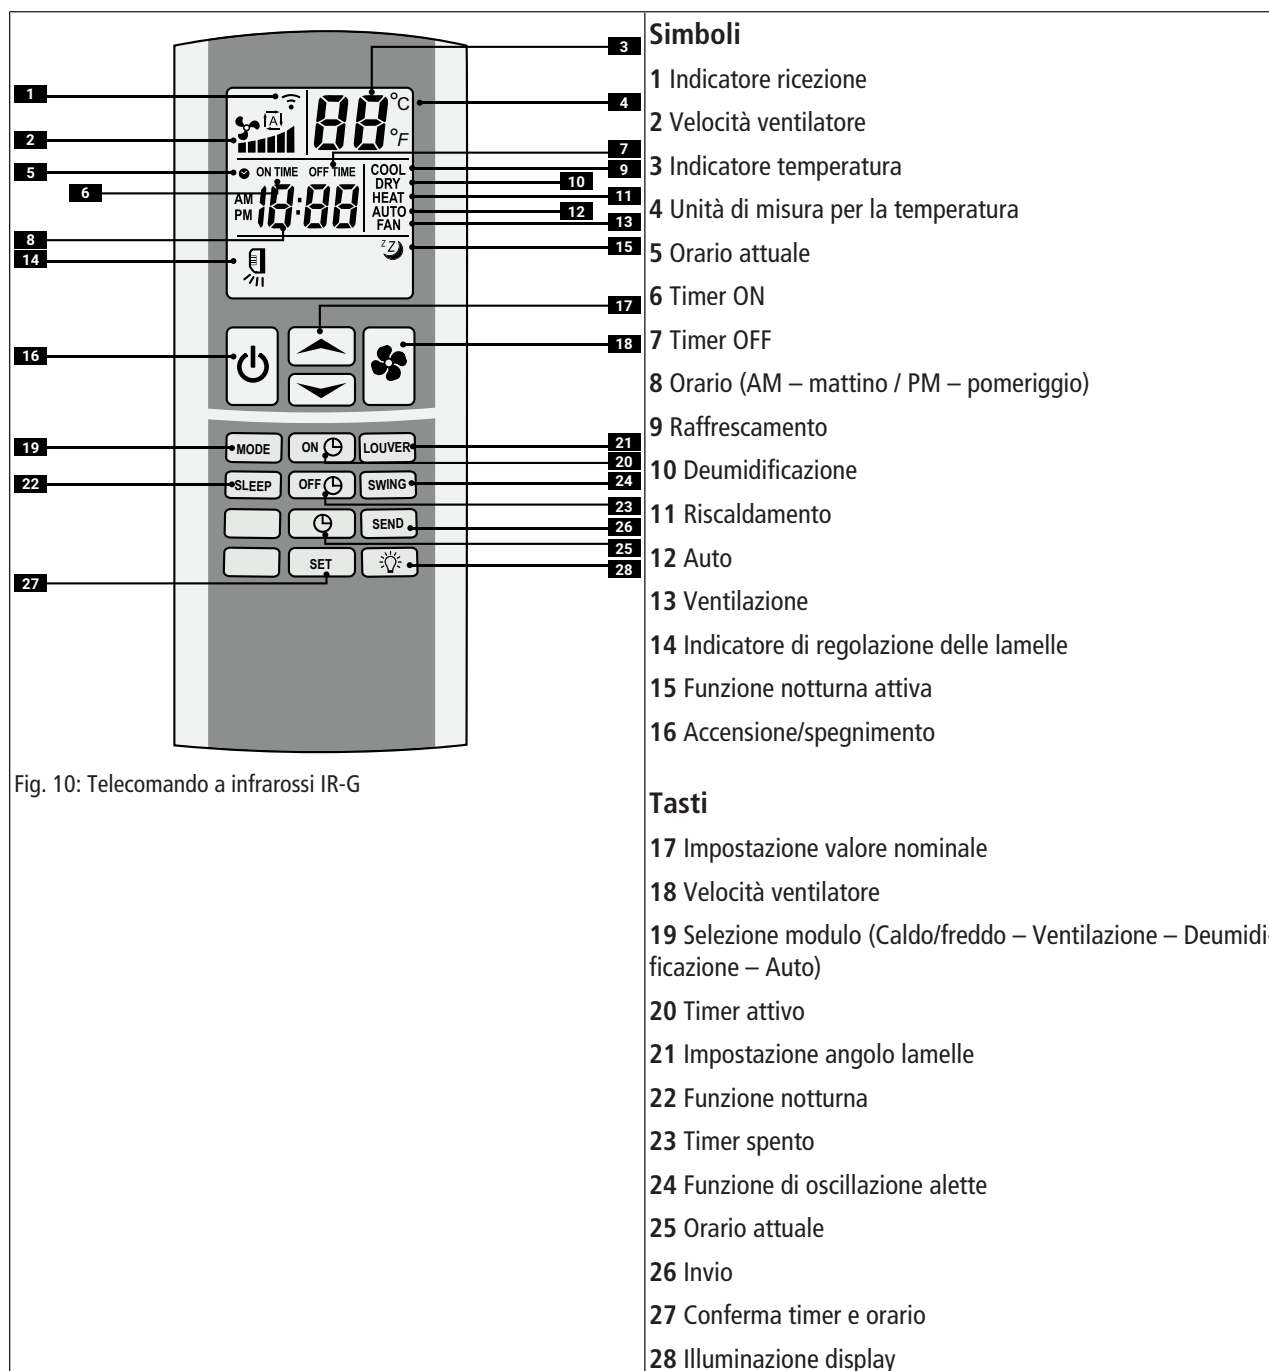 1
2
5
6
8
14
16
19
22
27
3
4
7
9
10
11
12
13
15
17
18
21
20
24
23
26
25
28
88
°C
°F
A
ON TIME OFF TIME
AM
PM
18:88
COOL
DRY
HEAT
AUTO
FAN
Z Z
MODE ON LOUVER
SLEEP OFF SWING
SEND
SET
Fig. 10: Telecomando a infrarossi IR-G
Simboli
1 Indicatore ricezione
2 Velocità ventilatore
3 Indicatore temperatura
4 Unità di misura per la temperatura
5 Orario attuale
6 Timer ON
7 Timer OFF
8 Orario (AM – mattino / PM – pomeriggio)
9 Raffrescamento
10 Deumidificazione
11 Riscaldamento
12 Auto
13 Ventilazione
14 Indicatore di regolazione delle lamelle
15 Funzione notturna attiva
16 Accensione/spegnimento
Tasti
17 Impostazione valore nominale
18 Velocità ventilatore
19 Selezione modulo (Caldo/freddo – Ventilazione – Deumidi-
ficazione – Auto)
20 Timer attivo
21 Impostazione angolo lamelle
22 Funzione notturna
23 Timer spento
24 Funzione di oscillazione alette
25 Orario attuale
26 Invio
27 Conferma timer e orario
28 Illuminazione display